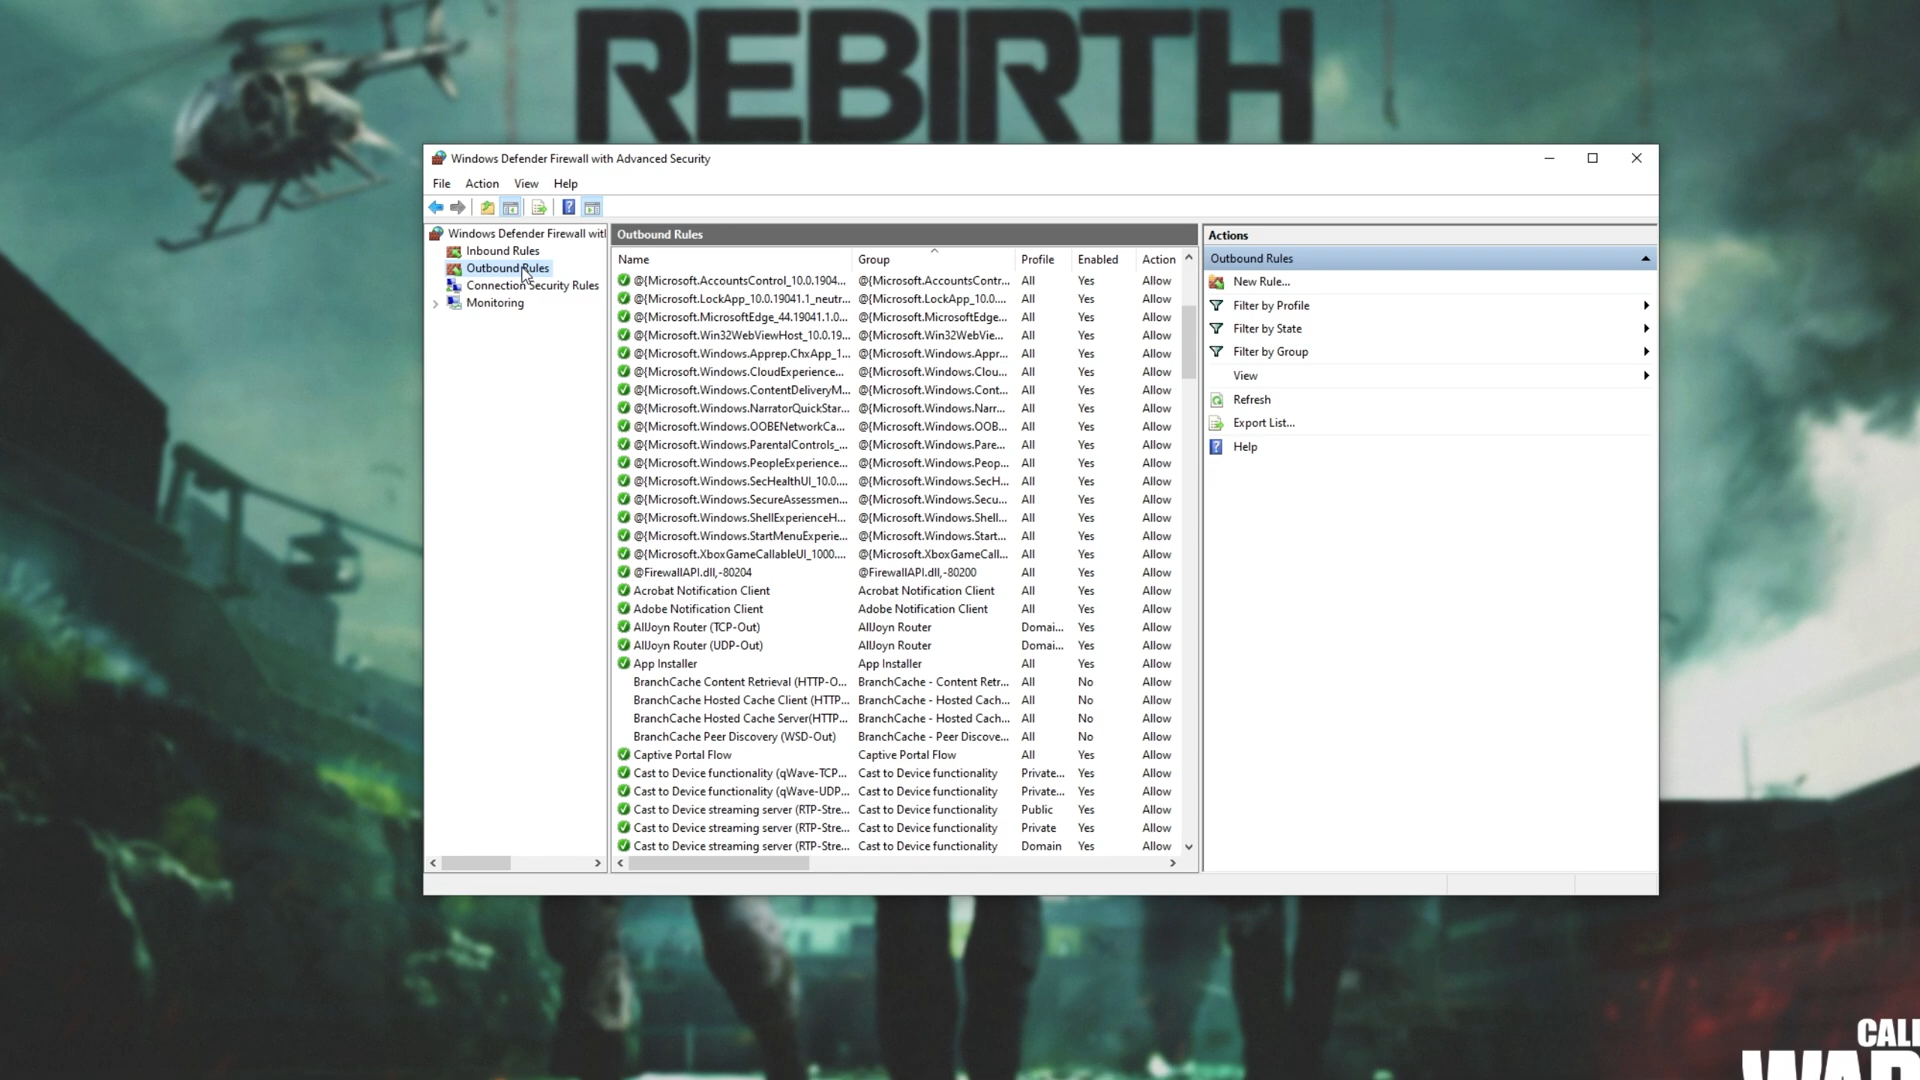 REBIRTH
Windows Defender Firewall with Advanced Security
File Action View Help
Windows Defender Firewall with
Inbound Rules
Outbound Rules
Connection Security Rules
Monitoring
Outbound Rules
Name Group Profile Enabled Action
@{Microsoft.AccountsControl_10.0.1904... @{Microsoft.AccountsContr... All Yes Allow
@{Microsoft.LockApp_10.0.19041.1_neutr... @{Microsoft.LockApp_10.0.... All Yes Allow
@{Microsoft.MicrosoftEdge_44.19041.1.0... @{Microsoft.MicrosoftEdge... All Yes Allow
@{Microsoft.Win32WebViewHost_10.0.19... @{Microsoft.Win32WebVie... All Yes Allow
@{Microsoft.Windows.Apprep.ChxApp_1... @{Microsoft.Windows.Appr... All Yes Allow
@{Microsoft.Windows.CloudExperience... @{Microsoft.Windows.Clou... All Yes Allow
@{Microsoft.Windows.ContentDeliveryM... @{Microsoft.Windows.Cont... All Yes Allow
@{Microsoft.Windows.NarratorQuickStar... @{Microsoft.Windows.Narr... All Yes Allow
@{Microsoft.Windows.OOBENetworkCa... @{Microsoft.Windows.OOB... All Yes Allow
@{Microsoft.Windows.ParentalControls_... @{Microsoft.Windows.Pare... All Yes Allow
@{Microsoft.Windows.PeopleExperience... @{Microsoft.Windows.Peop... All Yes Allow
@{Microsoft.Windows.SecHealthUI_10.0.... @{Microsoft.Windows.SecH... All Yes Allow
@{Microsoft.Windows.SecureAssessmen... @{Microsoft.Windows.Secu... All Yes Allow
@{Microsoft.Windows.ShellExperienceH... @{Microsoft.Windows.Shell... All Yes Allow
@{Microsoft.Windows.StartMenuExperie... @{Microsoft.Windows.Start... All Yes Allow
@{Microsoft.XboxGameCallableUI_1000.... @{Microsoft.XboxGameCall... All Yes Allow
@FirewallAPI.dll,-80204 @FirewallAPI.dll,-80200 All Yes Allow
Acrobat Notification Client Acrobat Notification Client All Yes Allow
Adobe Notification Client Adobe Notification Client All Yes Allow
AllJoyn Router (TCP-Out) AllJoyn Router Domai... Yes Allow
AllJoyn Router (UDP-Out) AllJoyn Router Domai... Yes Allow
App Installer App Installer All Yes Allow
BranchCache Content Retrieval (HTTP-O... BranchCache - Content Retr... All No Allow
BranchCache Hosted Cache Client (HTTP... BranchCache - Hosted Cach... All No Allow
BranchCache Hosted Cache Server(HTTP... BranchCache - Hosted Cach... All No Allow
BranchCache Peer Discovery (WSD-Out) BranchCache - Peer Discove... All No Allow
Captive Portal Flow Captive Portal Flow All Yes Allow
Cast to Device functionality (qWave-TCP... Cast to Device functionality Private... Yes Allow
Cast to Device functionality (qWave-UDP... Cast to Device functionality Private... Yes Allow
Cast to Device streaming server (RTP-Stre... Cast to Device functionality Public Yes Allow
Cast to Device streaming server (RTP-Stre... Cast to Device functionality Private Yes Allow
Cast to Device streaming server (RTP-Stre... Cast to Device functionality Domain Yes Allow
Actions
Outbound Rules
New Rule...
Filter by Profile
Filter by State
Filter by Group
View
Refresh
Export List...
Help
CALL
WAR